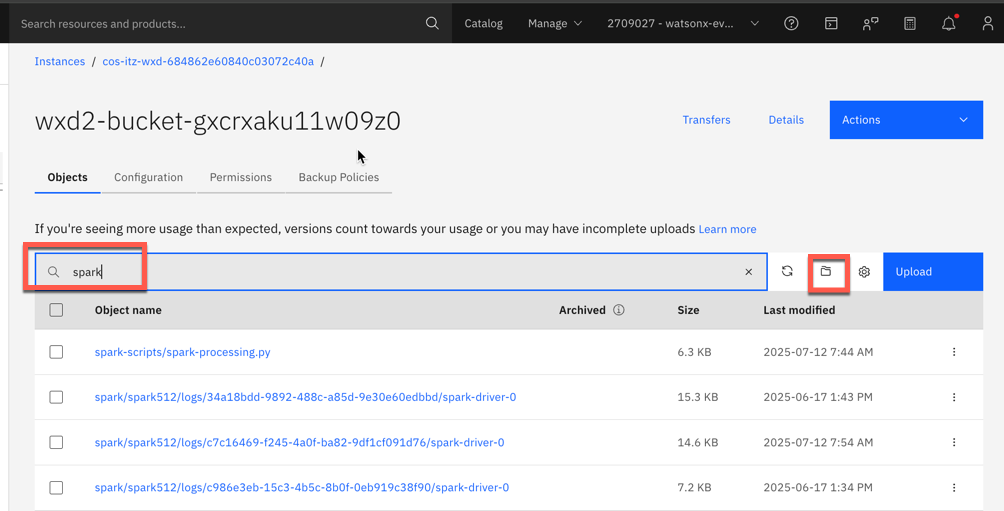 Search resources and products...
Catalog
Manage
2709027 - watsonx-ev...
Instances / cos-itz-wxd-684862e60840c03072c40a /
wxd2-bucket-gxcrxaku11w09z0
Transfers
Details
Actions
Objects
Configuration
Permissions
Backup Policies
If you're seeing more usage than expected, versions count towards your usage or you may have incomplete uploads Learn more
spark
Upload
Object name Archived Size Last modified
spark-scripts/spark-processing.py 6.3 KB 2025-07-12 7:44 AM
spark/spark512/logs/34a18bdd-9892-488c-a85d-9e30e60edbbd/spark-driver-0 15.3 KB 2025-06-17 1:43 PM
spark/spark512/logs/c7c16469-f245-4a0f-ba82-9df1cf091d76/spark-driver-0 14.6 KB 2025-07-12 7:54 AM
spark/spark512/logs/c986e3eb-15c3-4b5c-8b0f-0eb919c38f90/spark-driver-0 7.2 KB 2025-06-17 1:34 PM